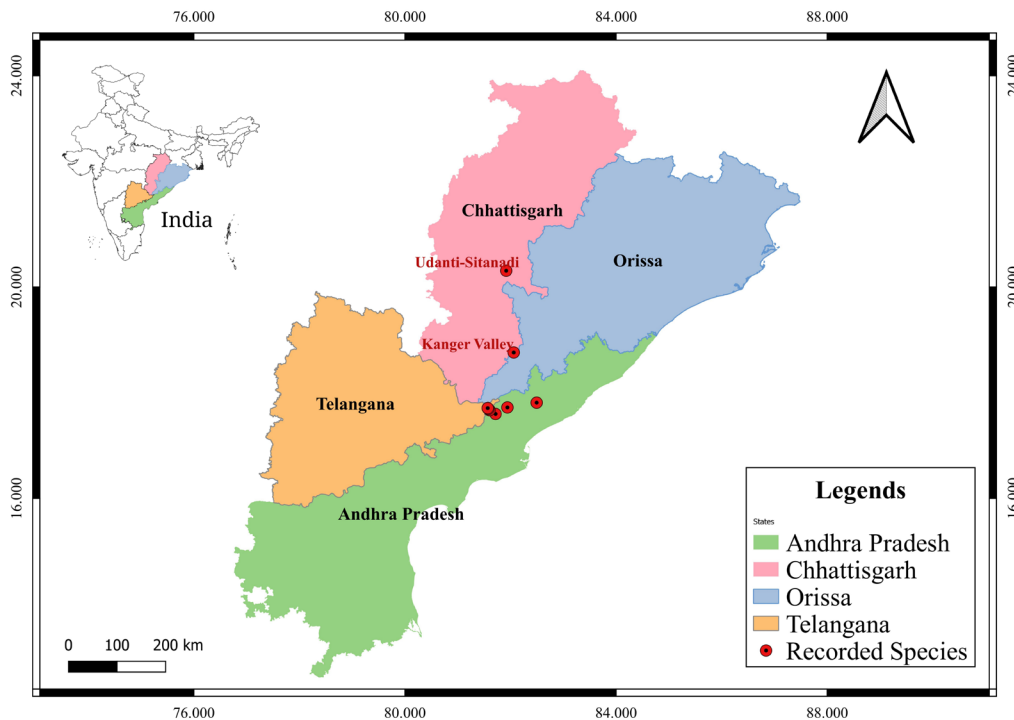 76.000 80.000 84.000 88.000
24.000 24.000
India
Chhattisgarh
Udanti-Sitanadi
Orissa
20.000 20.000
Kanger Valley
Telangana
16.000 16.000
Andhra Pradesh
Legends
States
Andhra Pradesh
Chhattisgarh
Orissa
Telangana
Recorded Species
0 100 200 km
76.000 80.000 84.000 88.000